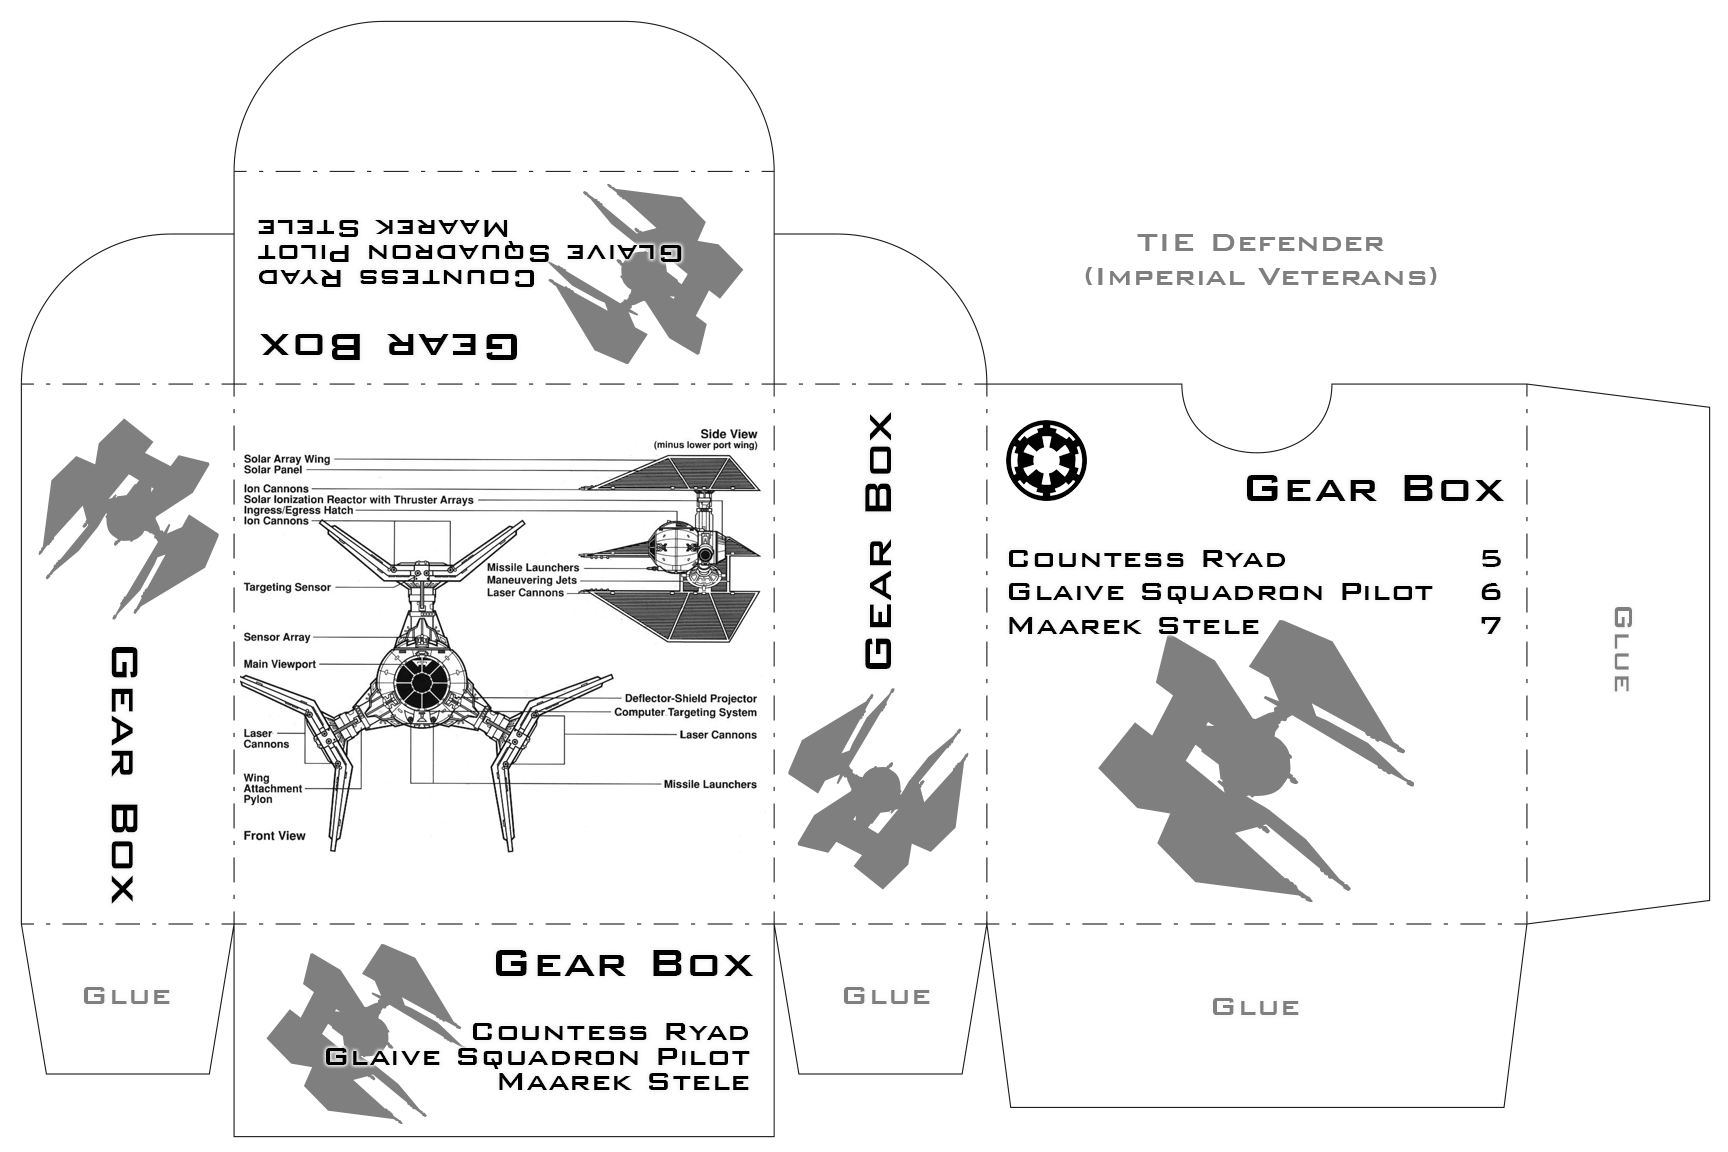 Maarek Stele
Glaive Squadron Pilot
Countess Ryad
Gear Box
TIE Defender
(Imperial Veterans)
Gear Box
Side View
(minus lower port wing)
Solar Array Wing
Solar Panel
Ion Cannons
Solar Ionization Reactor with Thruster Arrays
Ingress/Egress Hatch
Ion Cannons
Missile Launchers
Maneuvering Jets
Laser Cannons
Targeting Sensor
Sensor Array
Main Viewport
Deflector-Shield Projector
Computer Targeting System
Laser Cannons
Laser
Cannons
Wing
Attachment
Pylon
Missile Launchers
Front View
Gear Box
Gear Box
Countess Ryad 5
Glaive Squadron Pilot 6
Maarek Stele 7
Glue
Glue
Gear Box
Countess Ryad
Glaive Squadron Pilot
Maarek Stele
Glue
Glue